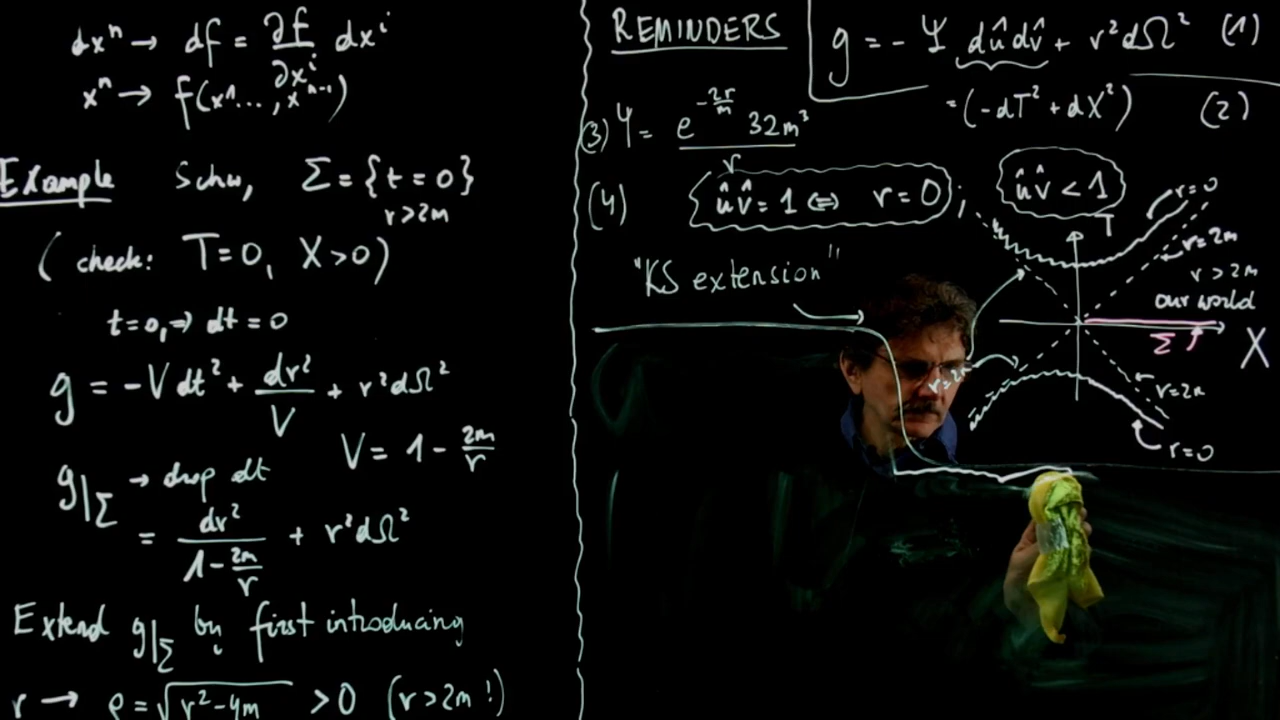 dxⁿ → df = ∂f/∂xⁱ dxⁱ
xⁿ → f(x¹..., xⁿ⁻¹)
Example Schw, Σ = {t = 0}
r>2m
(check: T=0, X>0)
t=0, ⇒ dt = 0
g = -V dt² + dr²/V + r²dΩ²
V = 1 - 2m/r
g|Σ → drop dt
= dr²/(1 - 2m/r) + r²dΩ²
Extend g|Σ by first introducing
r → ρ = √(r² - 4m) > 0 (r>2m!)
REMINDERS
g = - Ψ dûdv̂ + r²dΩ² (1)
= (-dT² + dX²) (2)
(3) Ψ = e^(-2r/m) 32m³ / r
(4) ûv̂ = 1 ⇔ r = 0 ; ûv̂ < 1
"KS extension"
T
r=0
r=2m
r > 2m
our world
Σ
X
r=2m
r=0